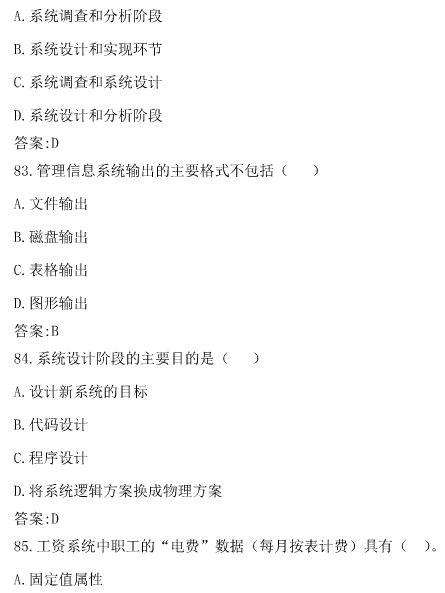 A.系统调查和分析阶段
B.系统设计和实现环节
C.系统调查和系统设计
D.系统设计和分析阶段
答案:D
83.管理信息系统输出的主要格式不包括（  ）
A.文件输出
B.磁盘输出
C.表格输出
D.图形输出
答案:B
84.系统设计阶段的主要目的是（  ）
A.设计新系统的目标
B.代码设计
C.程序设计
D.将系统逻辑方案换成物理方案
答案:D
85.工资系统中职工的“电费”数据（每月按表计费）具有（  ）。
A.固定值属性